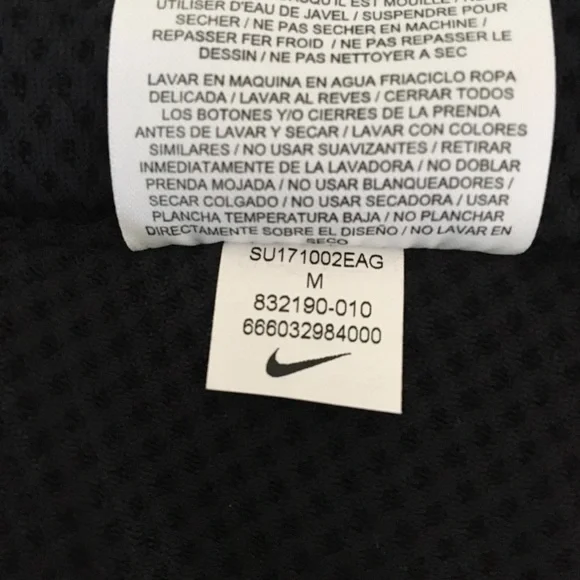 EST MOUILLÉ
UTILISER D'EAU DE JAVEL / SUSPENDRE POUR
SECHER / NE PAS SECHER EN MACHINE /
REPASSER FER FROID / NE PAS REPASSER LE
DESSIN / NE PAS NETTOYER A SEC
LAVAR EN MAQUINA EN AGUA FRIACICLO ROPA
DELICADA / LAVAR AL REVES / CERRAR TODOS
LOS BOTONES Y/O CIERRES DE LA PRENDA
ANTES DE LAVAR Y SECAR / LAVAR CON COLORES
SIMILARES / NO USAR SUAVIZANTES / RETIRAR
INMEDIATAMENTE DE LA LAVADORA / NO DOBLAR
PRENDA MOJADA / NO USAR BLANQUEADORES /
SECAR COLGADO / NO USAR SECADORA / USAR
PLANCHA TEMPERATURA BAJA / NO PLANCHAR
DIRECTAMENTE SOBRE EL DISEÑO / NO LAVAR EN
SECO
SU171002EAG
M
832190-010
666032984000